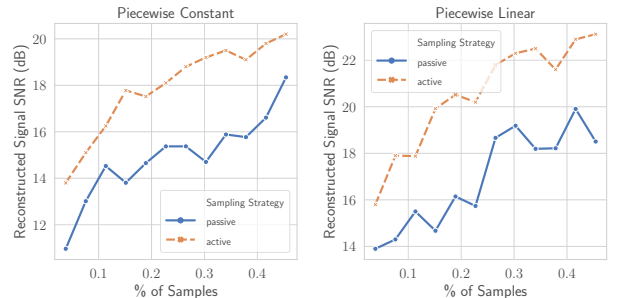 Piecewise Constant
Reconstructed Signal SNR (dB)
20
18
16
14
12
0.1
0.2
0.3
0.4
% of Samples
Sampling Strategy
passive
active
Piecewise Linear
Reconstructed Signal SNR (dB)
22
20
18
16
14
0.1
0.2
0.3
0.4
% of Samples
Sampling Strategy
passive
active